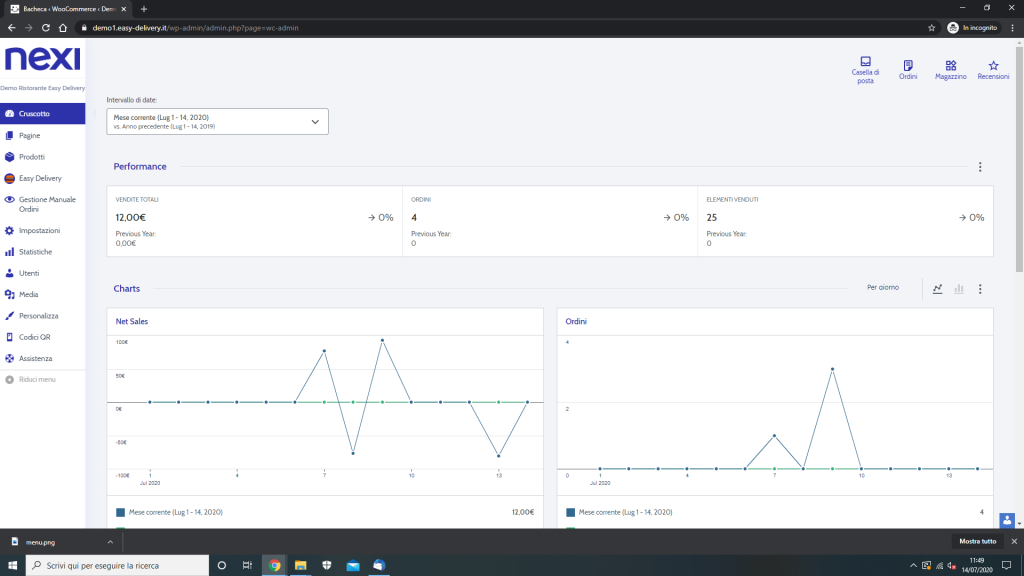 Bacheca ‹ WooCommerce ‹ Dem
demo1.easy-delivery.it/wp-admin/admin.php?page=wc-admin
In incognito
nexi
Demo Ristorante Easy Delivery
Cruscotto
Pagine
Prodotti
Easy Delivery
Gestione Manuale
Ordini
Impostazioni
Statistiche
Utenti
Media
Personalizza
Codici QR
Assistenza
Riduci menu
Casella di
posta
Ordini
Magazzino
Recensioni
Intervallo di date:
Mese corrente (Lug 1 - 14, 2020)
vs. Anno precedente (Lug 1 - 14, 2019)
Performance
VENDITE TOTALI
12,00€
→ 0%
Previous Year:
0,00€
ORDINI
4
→ 0%
Previous Year:
0
ELEMENTI VENDUTI
25
→ 0%
Previous Year:
0
Charts
Per giorno
Net Sales
100€
50€
0€
-50€
-100€
1
4
7
10
13
Jul 2020
Mese corrente (Lug 1 - 14, 2020)
12,00€
Ordini
4
2
0
1
4
7
10
13
Jul 2020
Mese corrente (Lug 1 - 14, 2020)
4
menu.png
Mostra tutto
Scrivi qui per eseguire la ricerca
11:49
14/07/2020